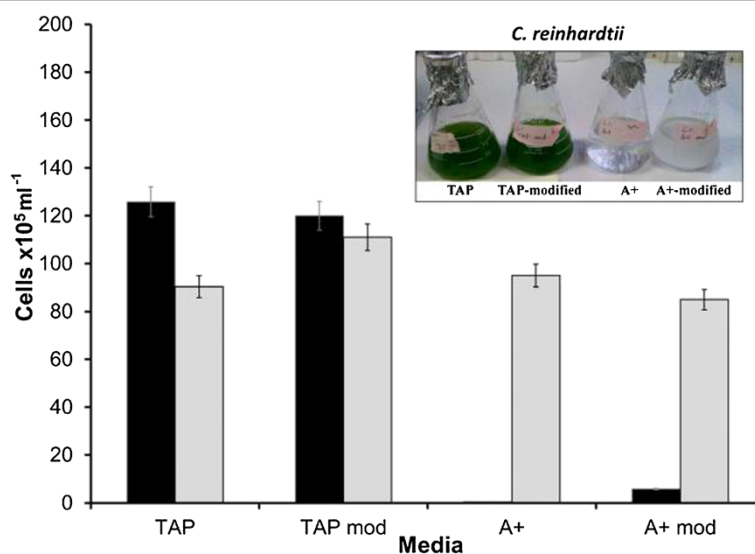 C. reinhardtii
TAP TAP-modified A+ A+-modified
200
180
160
140
120
100
80
60
40
20
0
Cells x10⁵ml⁻¹
TAP TAP mod A+ A+ mod
Media